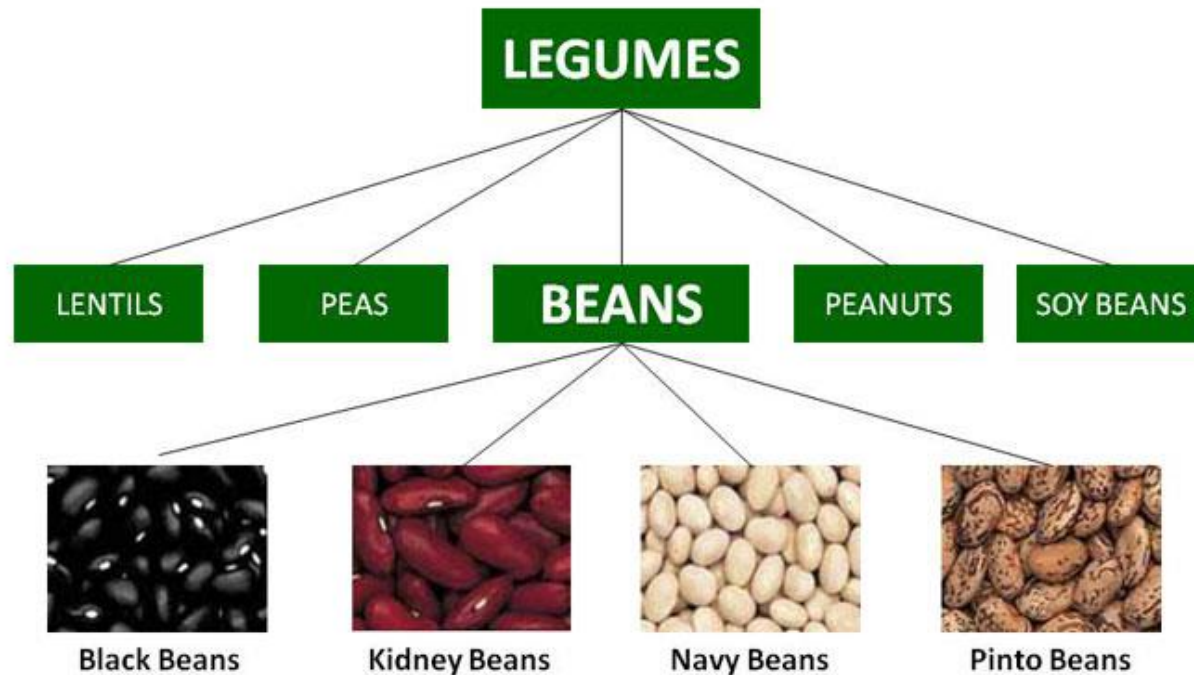 LEGUMES
LENTILS
PEAS
BEANS
PEANUTS
SOY BEANS
Black Beans
Kidney Beans
Navy Beans
Pinto Beans